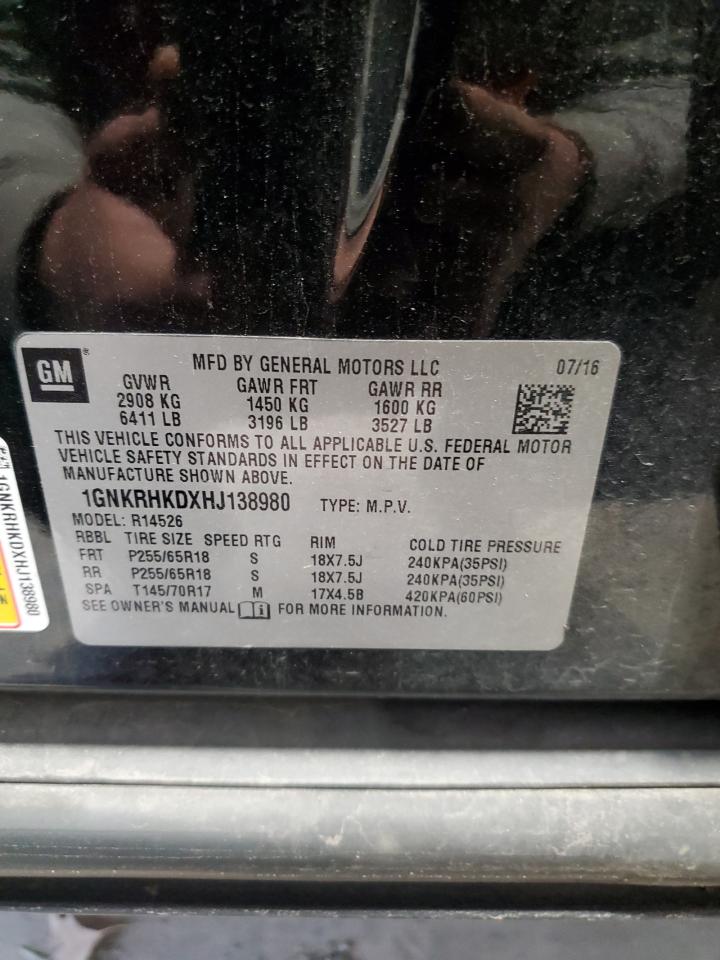 GM®
MFD BY GENERAL MOTORS LLC 07/16
GVWR GAWR FRT GAWR RR
2908 KG 1450 KG 1600 KG
6411 LB 3196 LB 3527 LB
THIS VEHICLE CONFORMS TO ALL APPLICABLE U.S. FEDERAL MOTOR
VEHICLE SAFETY STANDARDS IN EFFECT ON THE DATE OF
MANUFACTURE SHOWN ABOVE.
1GNKRHKDXHJ138980 TYPE: M.P.V.
MODEL: R14526
RBBL TIRE SIZE SPEED RTG RIM COLD TIRE PRESSURE
FRT P255/65R18 S 18X7.5J 240KPA(35PSI)
RR P255/65R18 S 18X7.5J 240KPA(35PSI)
SPA T145/70R17 M 17X4.5B 420KPA(60PSI)
SEE OWNER'S MANUAL FOR MORE INFORMATION.
1GNKRHKDXHJ138980